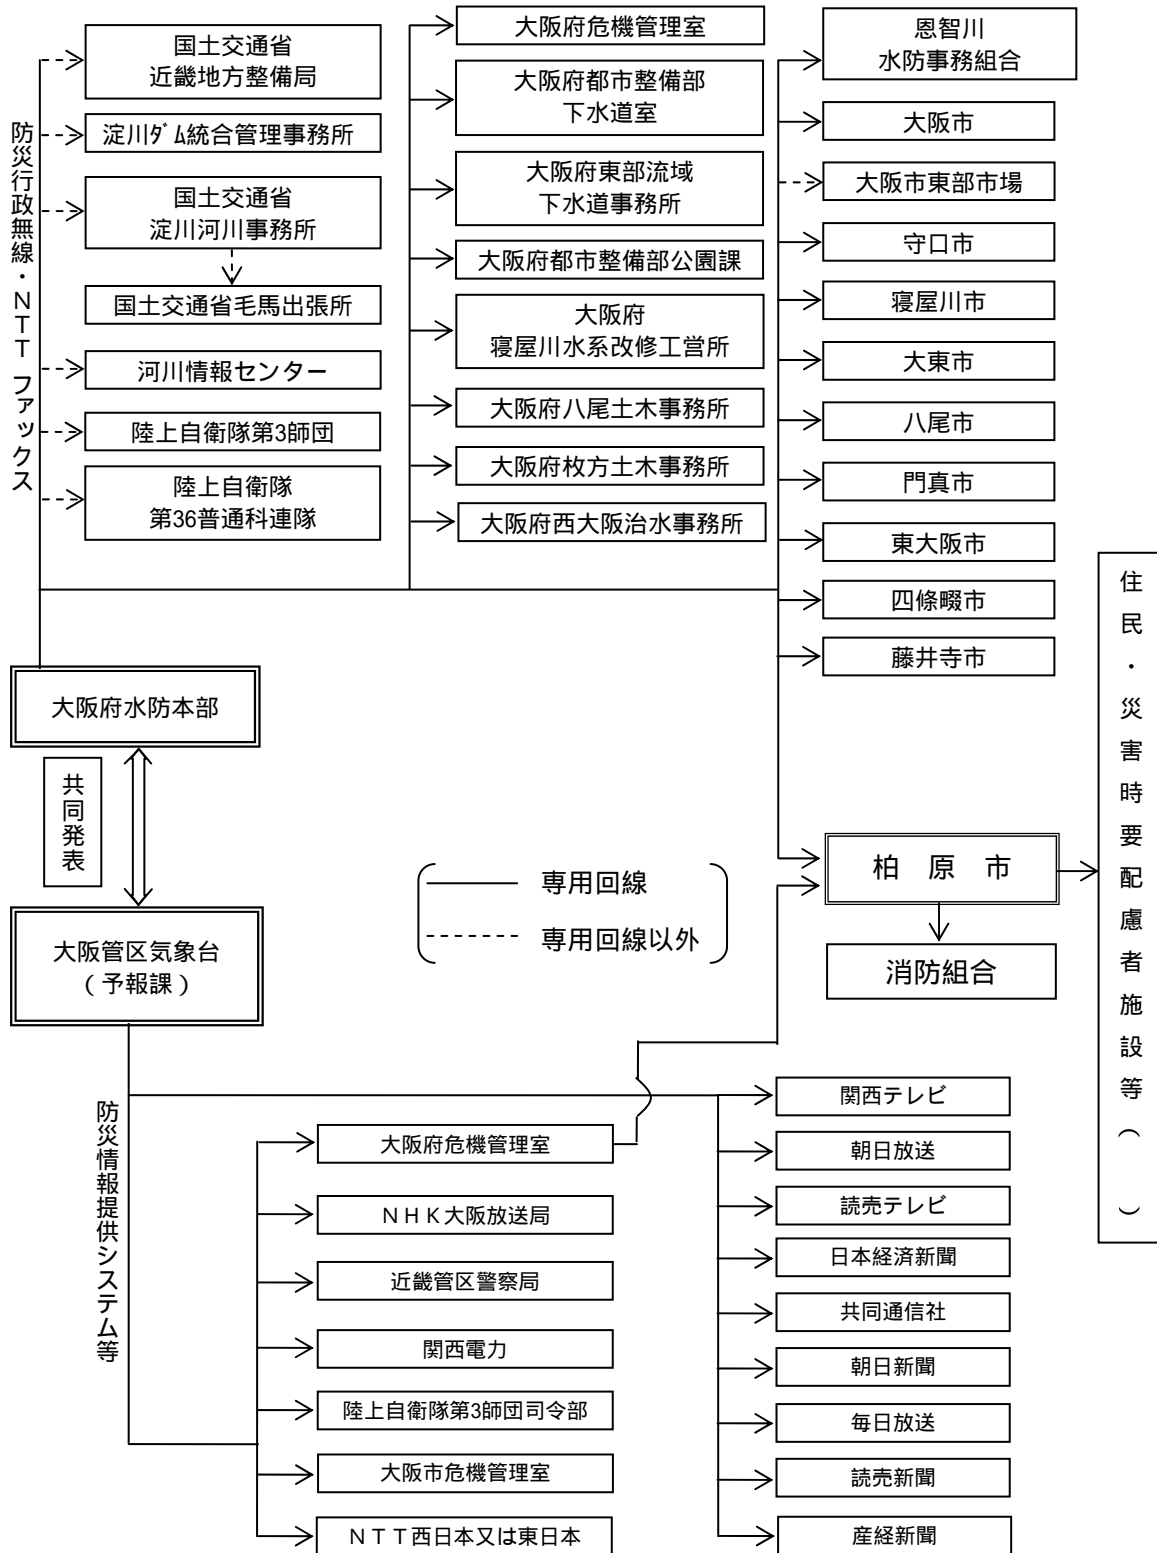 防災行政無線・NTT ファックス
国土交通省
近畿地方整備局
淀川ダム統合管理事務所
国土交通省
淀川河川事務所
国土交通省毛馬出張所
河川情報センター
陸上自衛隊第3師団
陸上自衛隊
第36普通科連隊
大阪府危機管理室
大阪府都市整備部
下水道室
大阪府東部流域
下水道事務所
大阪府都市整備部公園課
大阪府
寝屋川水系改修工営所
大阪府八尾土木事務所
大阪府枚方土木事務所
大阪府西大阪治水事務所
恩智川
水防事務組合
大阪市
大阪市東部市場
守口市
寝屋川市
大東市
八尾市
門真市
東大阪市
四條畷市
藤井寺市
大阪府水防本部
共同発表
大阪管区気象台
(予報課)
専用回線
専用回線以外
柏 原 市
消防組合
住民・災害時要配慮者施設等( )
防災情報提供システム等
大阪府危機管理室
NHK大阪放送局
近畿管区警察局
関西電力
陸上自衛隊第3師団司令部
大阪市危機管理室
NTT西日本又は東日本
関西テレビ
朝日放送
読売テレビ
日本経済新聞
共同通信社
朝日新聞
毎日放送
読売新聞
産経新聞